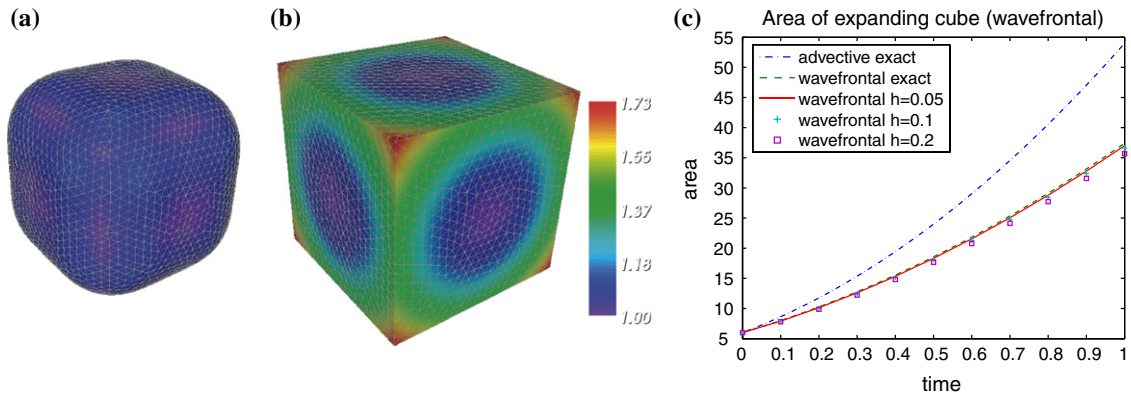 (a)
(b)
1.73
1.55
1.37
1.18
1.00
(c)
Area of expanding cube (wavefrontal)
advective exact
wavefrontal exact
wavefrontal h=0.05
wavefrontal h=0.1
wavefrontal h=0.2
area
55
50
45
40
35
30
25
20
15
10
5
0 0.1 0.2 0.3 0.4 0.5 0.6 0.7 0.8 0.9 1
time